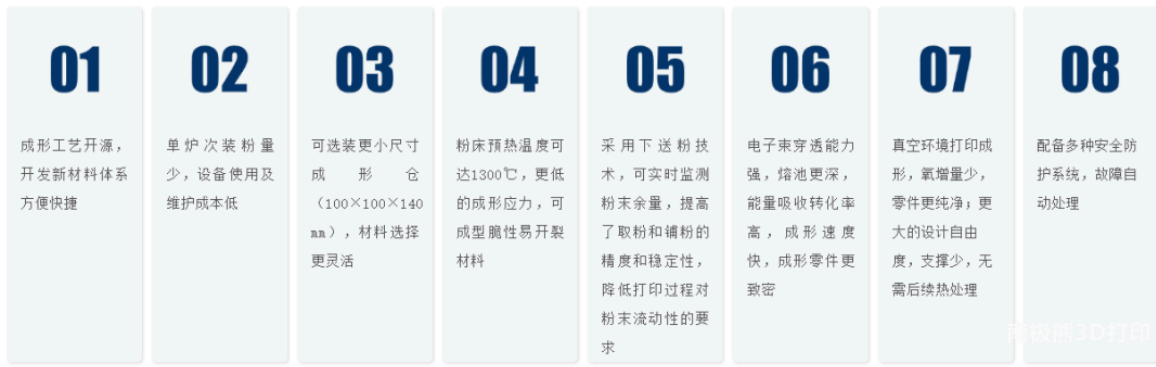 01
成形工艺开源，
开发新材料体系
方便快捷
02
单炉次装粉量
少，设备使用及
维护成本低
03
可选装更小尺寸
成形仓
（100×100×140
mm），材料选择
更灵活
04
粉床预热温度可
达1300℃，更低
的成形应力，可
成型脆性易开裂
材料
05
采用下送粉技
术，可实时监测
粉末余量，提高
了取粉和铺粉的
精度和稳定性，
降低打印过程对
粉末流动性的要
求
06
电子束穿透能力
强，熔池更深，
能量吸收转化率
高，成形速度
快，成形零件更
致密
07
真空环境打印成
形，氧增量少，
零件更纯净；更
大的设计自由
度，支撑少，无
需后续热处理
08
配备多种安全防
护系统，故障自
动处理
南极熊3D打印